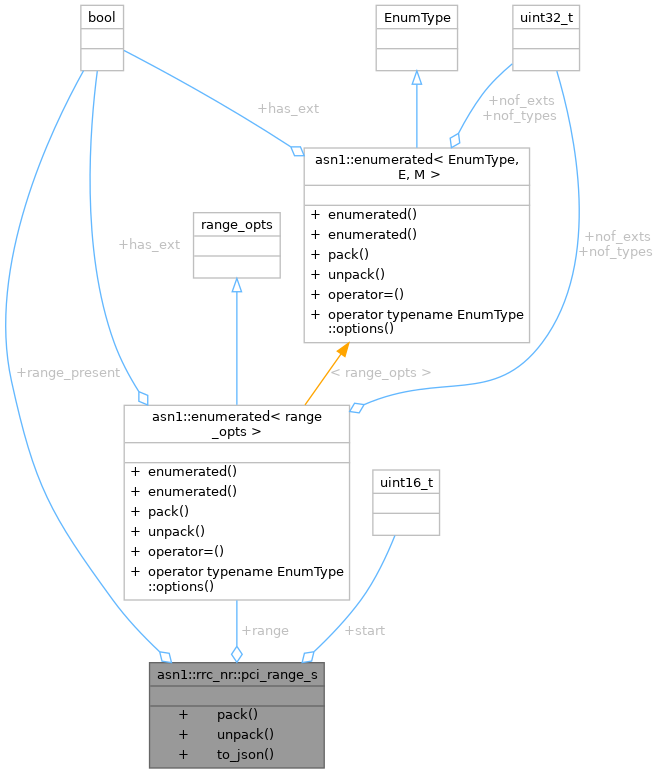 bool
EnumType
uint32_t
+has_ext
+nof_exts
+nof_types
asn1::enumerated< EnumType,
E, M >
+ enumerated()
+ enumerated()
+ pack()
+ unpack()
+ operator=()
+ operator typename EnumType
::options()
range_opts
+has_ext
+nof_exts
+nof_types
+range_present
< range_opts >
asn1::enumerated< range
_opts >
+ enumerated()
+ enumerated()
+ pack()
+ unpack()
+ operator=()
+ operator typename EnumType
::options()
uint16_t
+range
+start
asn1::rrc_nr::pci_range_s
+ pack()
+ unpack()
+ to_json()